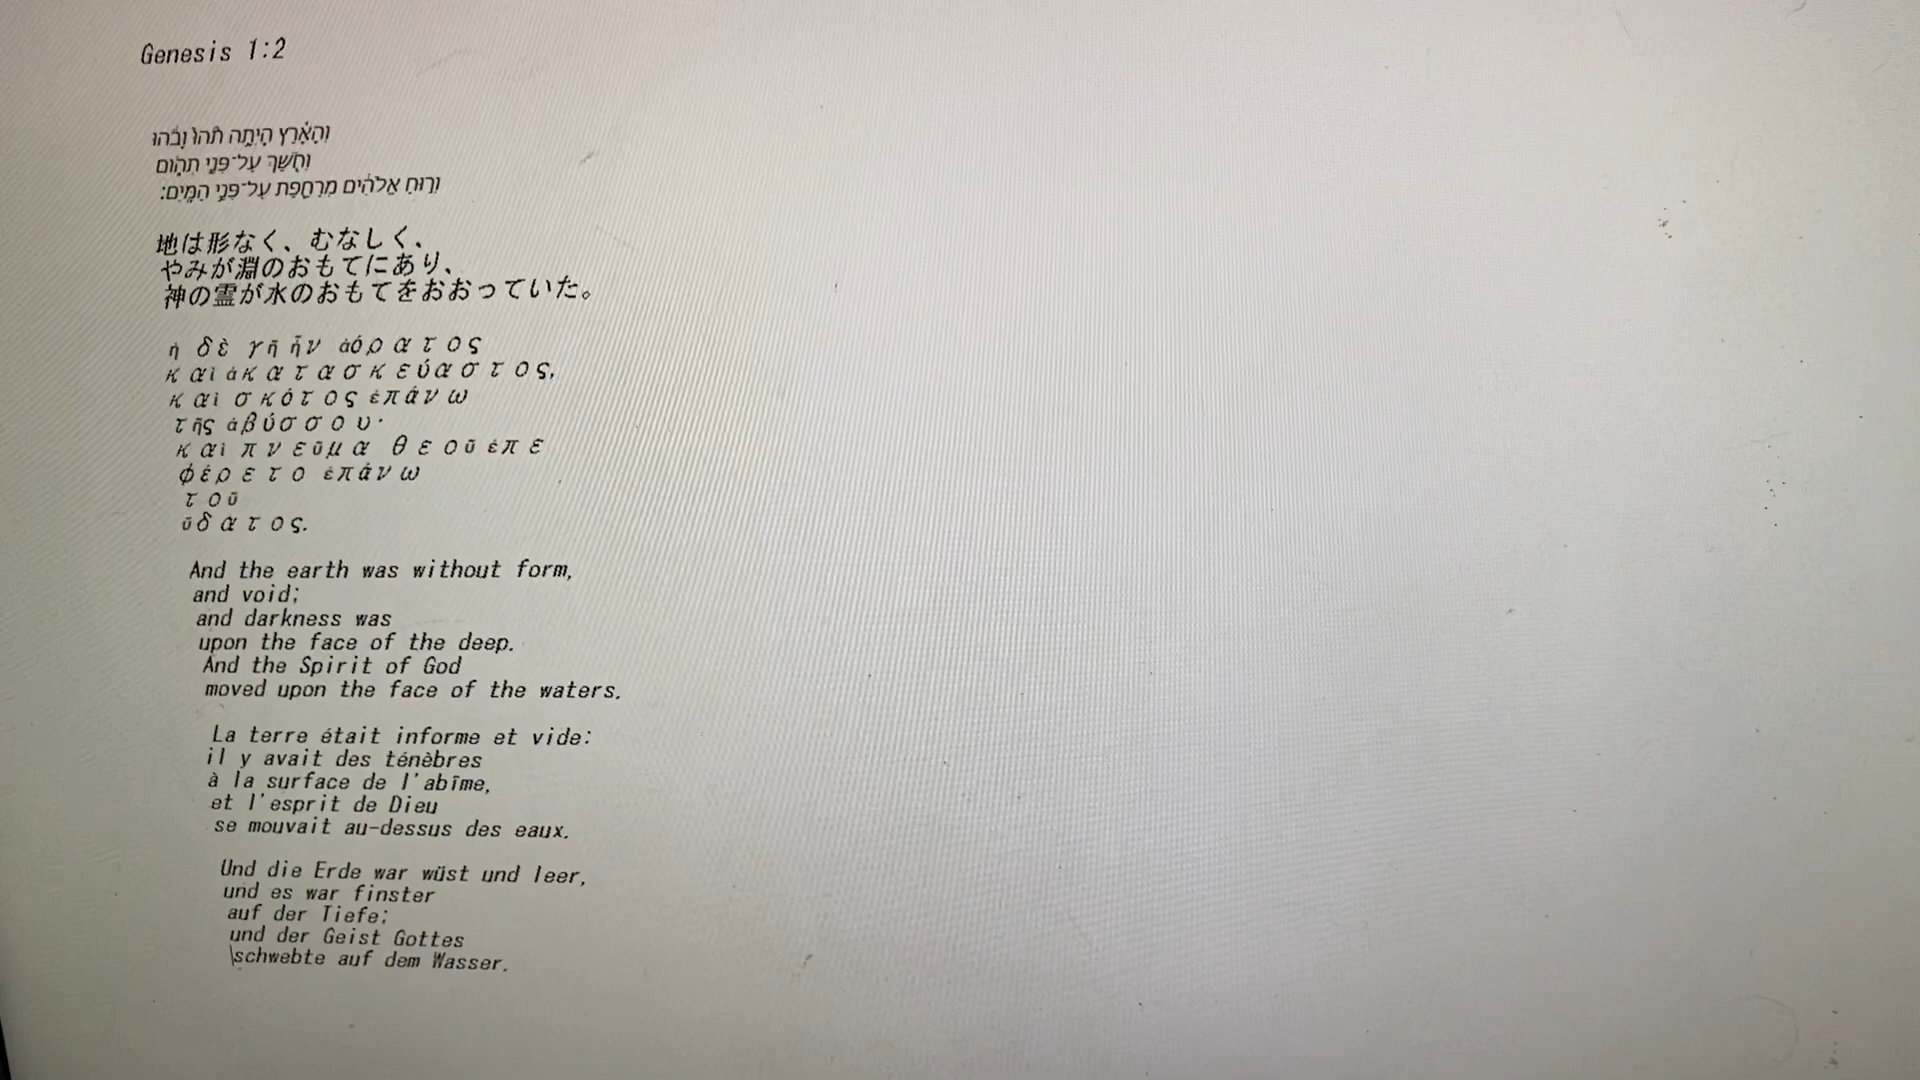 Genesis 1:2
וְהָאָ֗רֶץ הָיְתָ֥ה תֹ֙הוּ֙ וָבֹ֔הוּ
וְחֹ֖שֶׁךְ עַל־פְּנֵ֣י תְה֑וֹם
וְר֣וּחַ אֱלֹהִ֔ים מְרַחֶ֖פֶת עַל־פְּנֵ֥י הַמָּֽיִם׃
地は形なく、むなしく、
やみが淵のおもてにあり、
神の霊が水のおもてをおおっていた。
ἡ δὲ γῆ ἦν ἀόρατος
καὶ ἀκατασκεύαστος,
καὶ σκότος ἐπάνω
τῆς ἀβύσσου·
καὶ πνεῦμα θεοῦ ἐπε
φέρετο ἐπάνω
τοῦ
ὕδατος.
And the earth was without form,
and void;
and darkness was
upon the face of the deep.
And the Spirit of God
moved upon the face of the waters.
La terre était informe et vide:
il y avait des ténèbres
à la surface de l'abîme,
et l'esprit de Dieu
se mouvait au-dessus des eaux.
Und die Erde war wüst und leer,
und es war finster
auf der Tiefe;
und der Geist Gottes
schwebte auf dem Wasser.